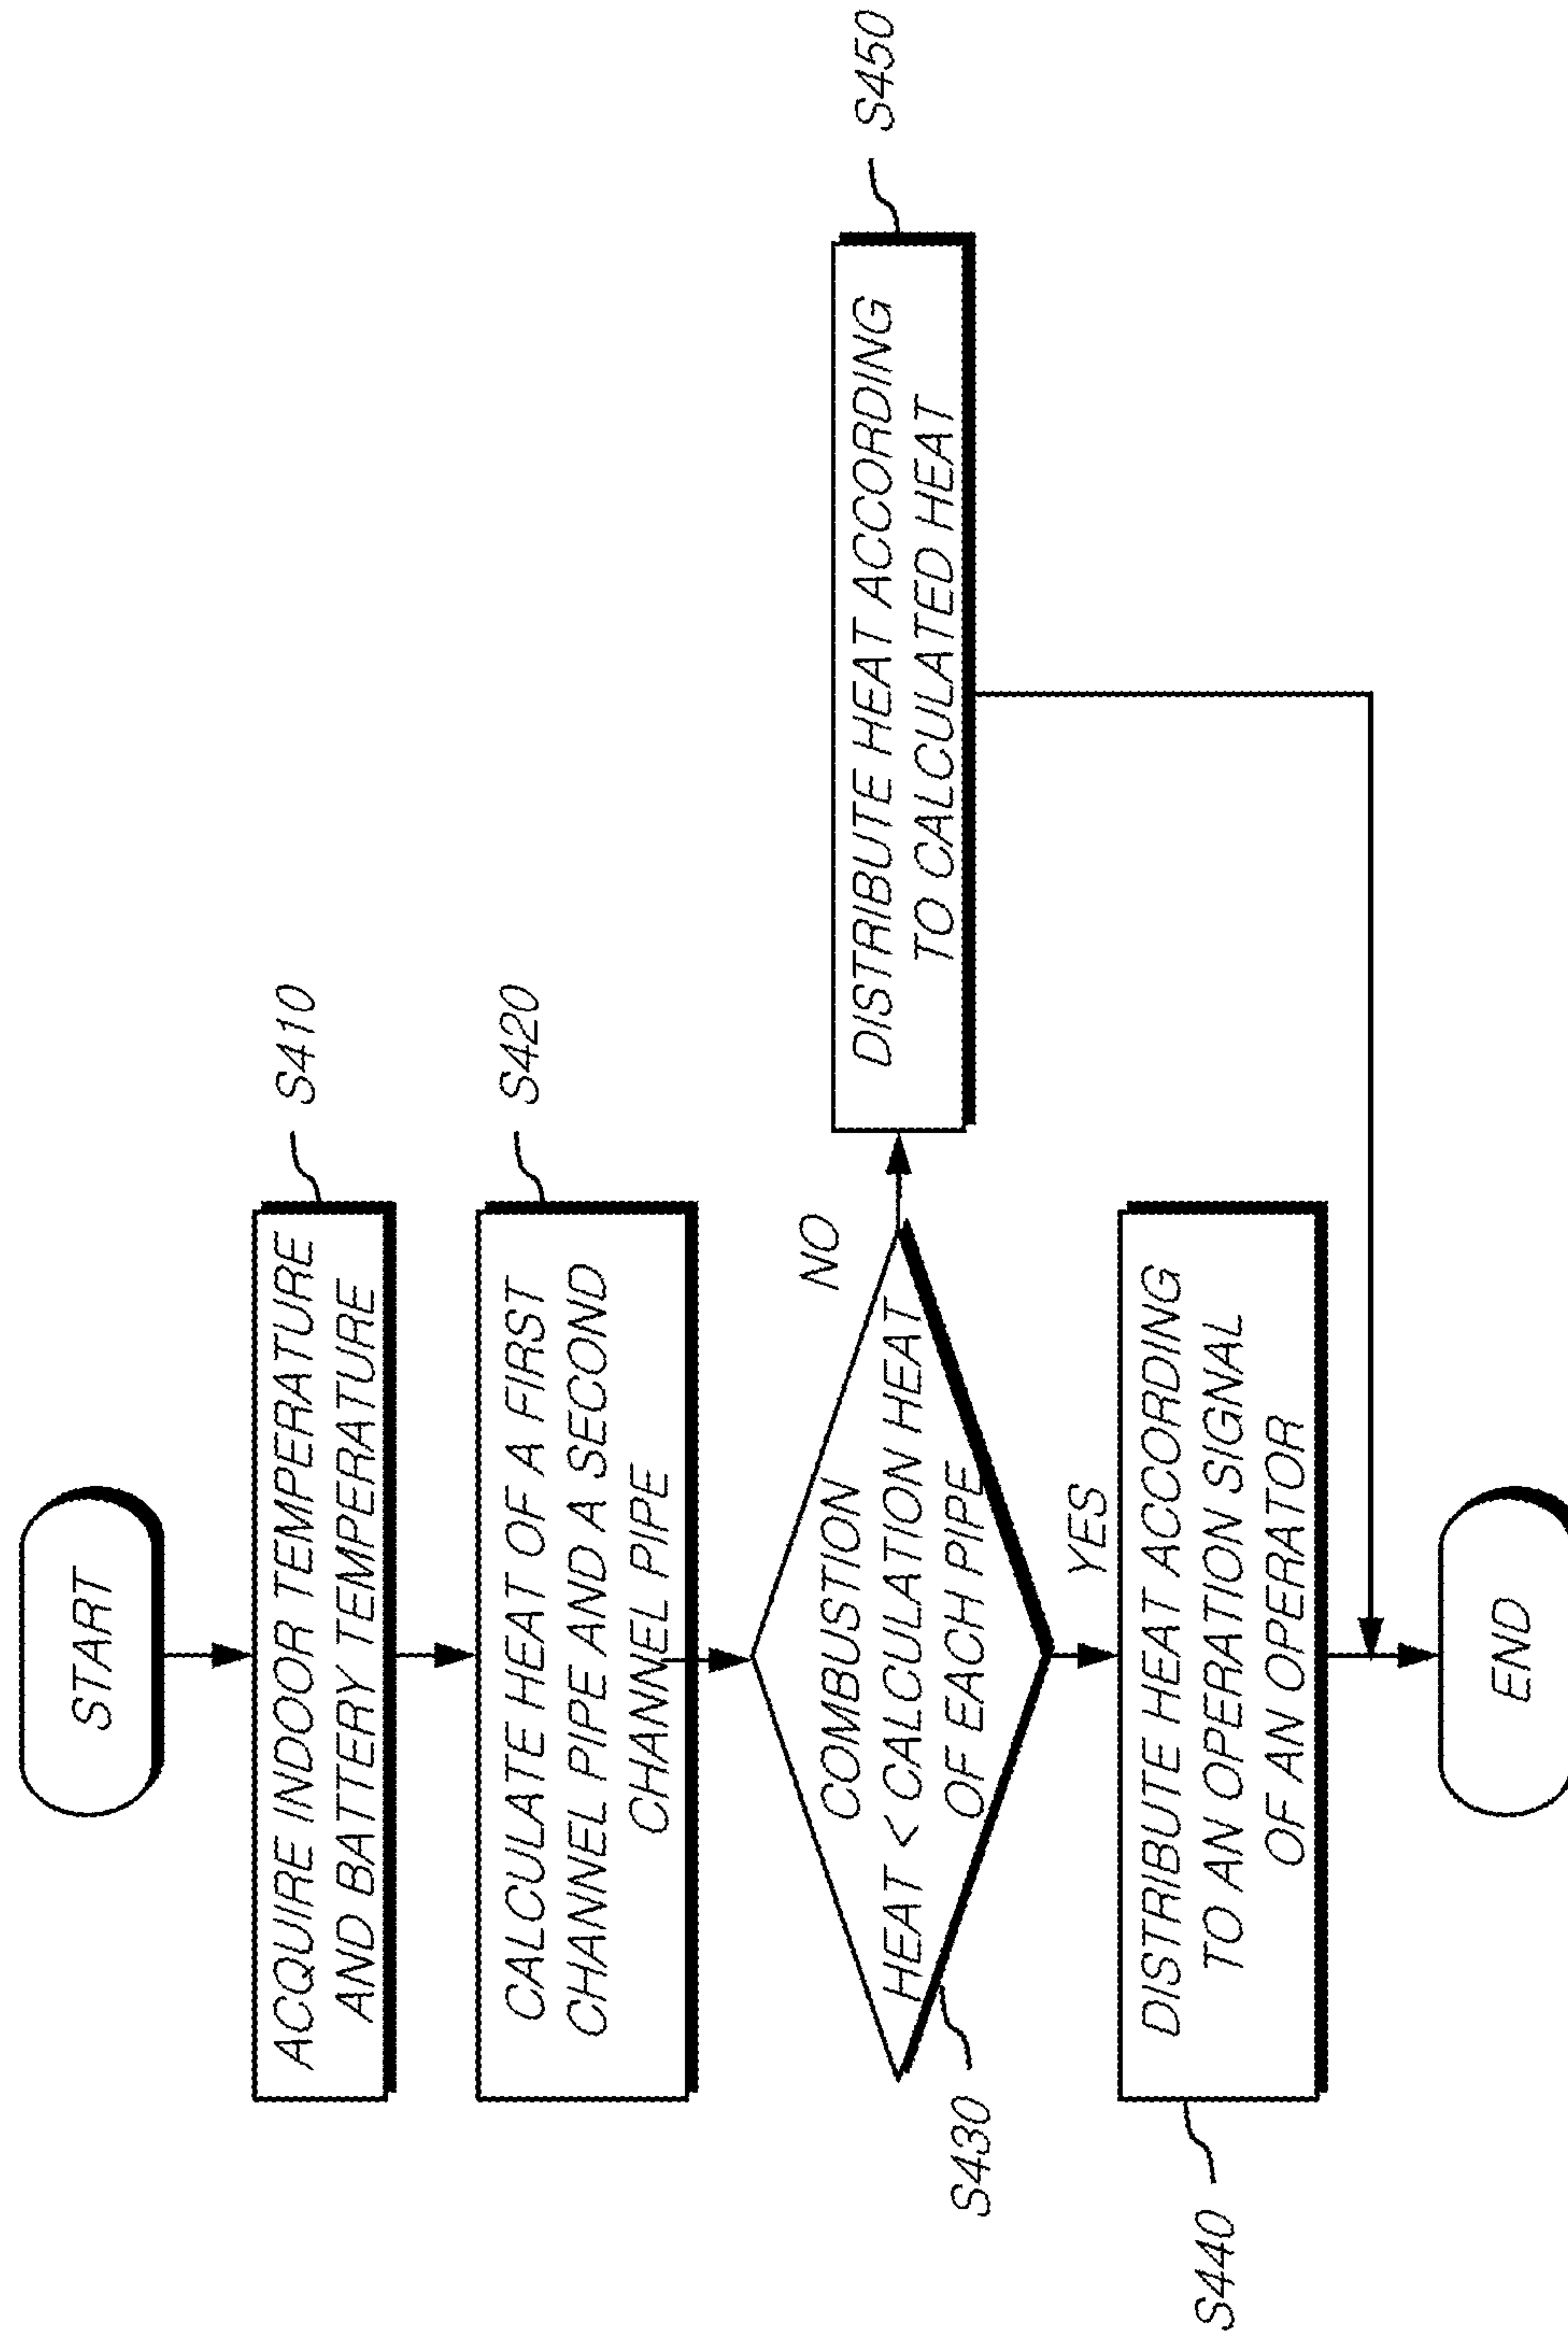 START
ACQUIRE INDOOR TEMPERATURE
AND BATTERY TEMPERATURE
S410
CALCULATE HEAT OF A FIRST
CHANNEL PIPE AND A SECOND
CHANNEL PIPE
S420
COMBUSTION
HEAT < CALCULATION HEAT
OF EACH PIPE
S430
NO
DISTRIBUTE HEAT ACCORDING
TO CALCULATED HEAT
S450
YES
DISTRIBUTE HEAT ACCORDING
TO AN OPERATION SIGNAL
OF AN OPERATOR
S440
END